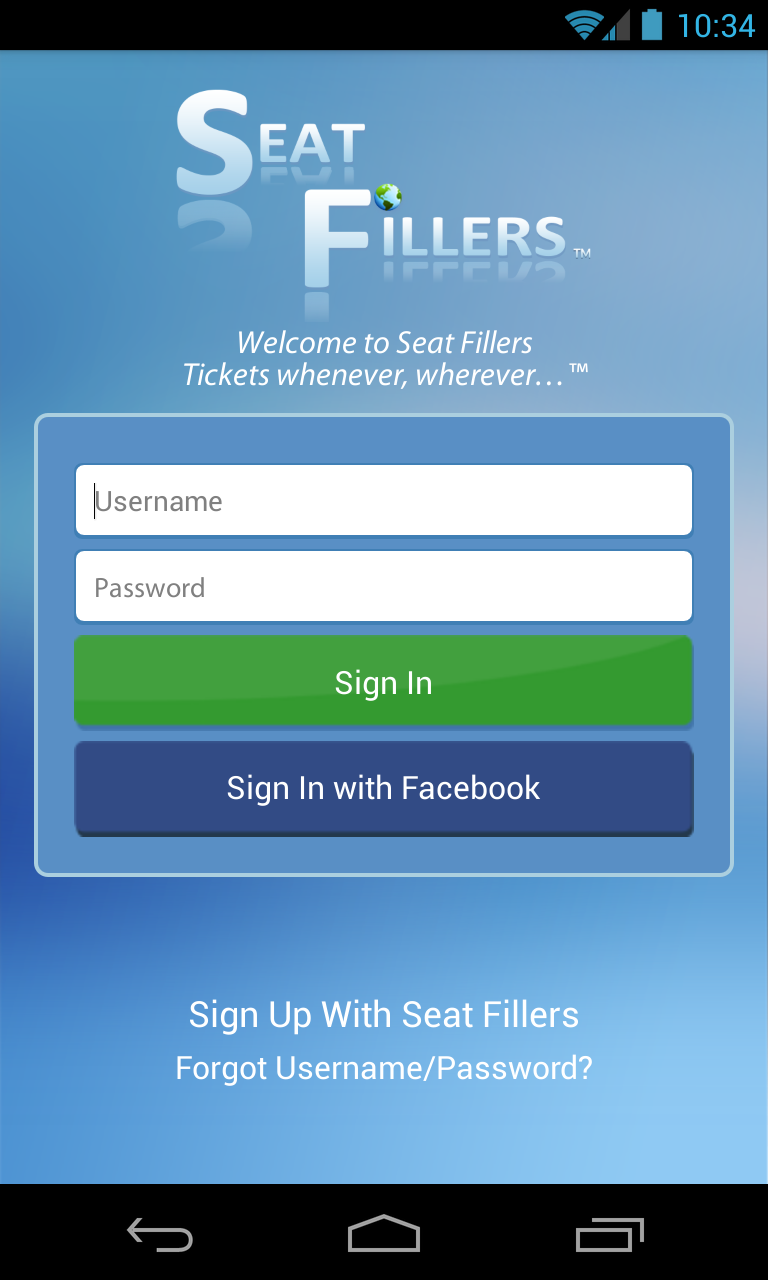 10:34
SEAT
FILLERS™
Welcome to Seat Fillers
Tickets whenever, wherever…™
Username
Password
Sign In
Sign In with Facebook
Sign Up With Seat Fillers
Forgot Username/Password?